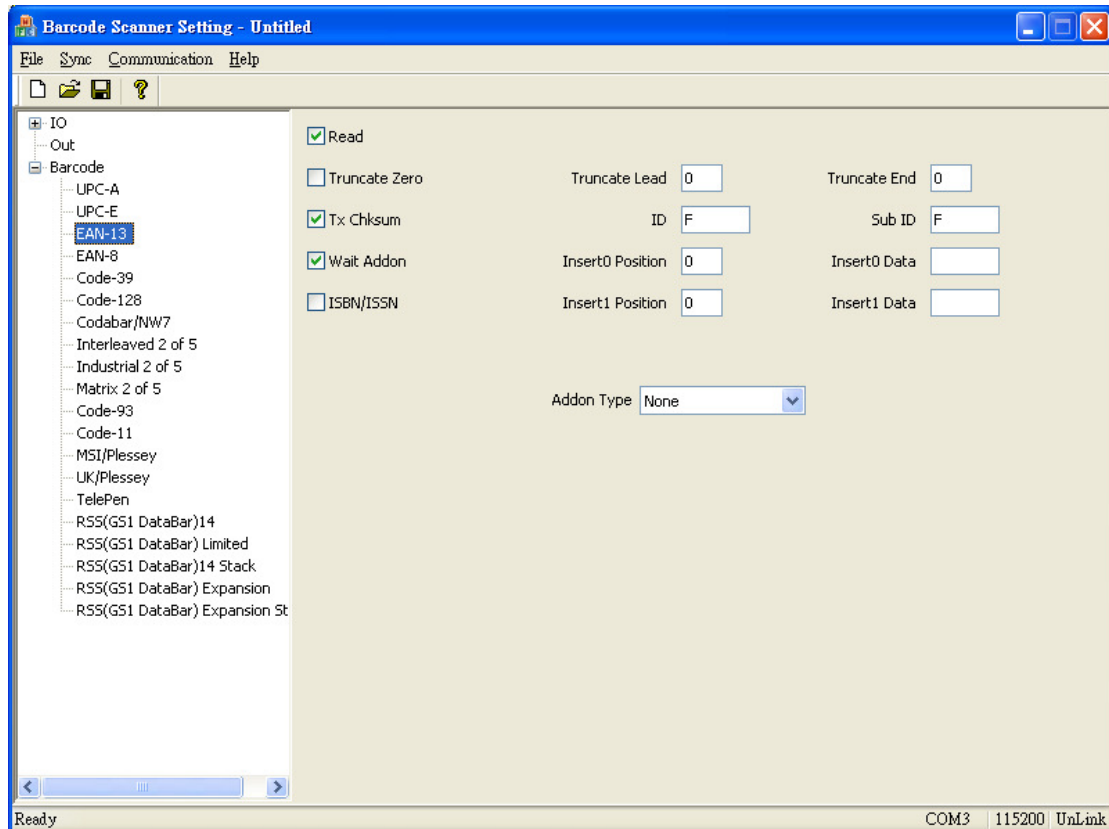 Barcode Scanner Setting - Untitled
File Sync Communication Help
IO
Out
Barcode
UPC-A
UPC-E
EAN-13
EAN-8
Code-39
Code-128
Codabar/NW7
Interleaved 2 of 5
Industrial 2 of 5
Matrix 2 of 5
Code-93
Code-11
MSI/Plessey
UK/Plessey
TelePen
RSS(GS1 DataBar)14
RSS(GS1 DataBar) Limited
RSS(GS1 DataBar)14 Stack
RSS(GS1 DataBar) Expansion
RSS(GS1 DataBar) Expansion St
Read
Truncate Zero Truncate Lead 0 Truncate End 0
Tx Chksum ID F Sub ID F
Wait Addon Insert0 Position 0 Insert0 Data
ISBN/ISSN Insert1 Position 0 Insert1 Data
Addon Type None
Ready COM3 115200 UnLink